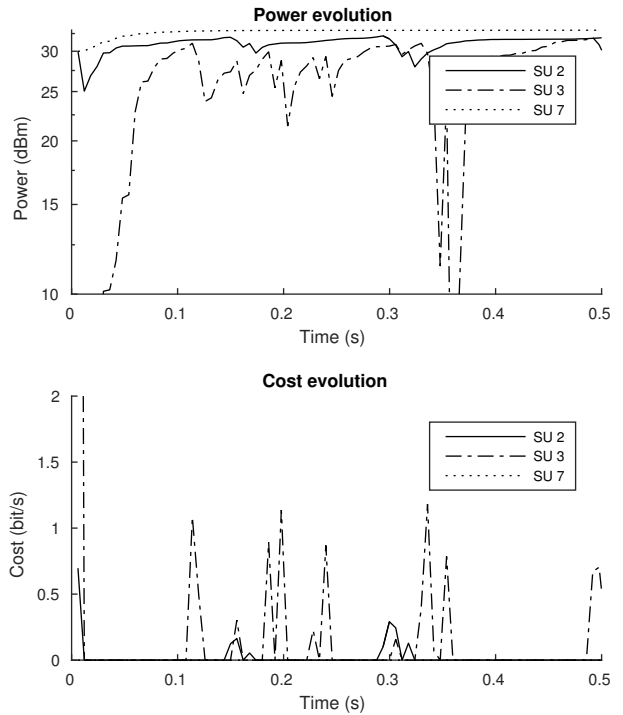 Power evolution
30
25
20
15
10
Power (dBm)
SU 2
SU 3
SU 7
0
0.1
0.2
0.3
0.4
0.5
Time (s)
Cost evolution
2
1.5
1
0.5
0
Cost (bit/s)
SU 2
SU 3
SU 7
0
0.1
0.2
0.3
0.4
0.5
Time (s)